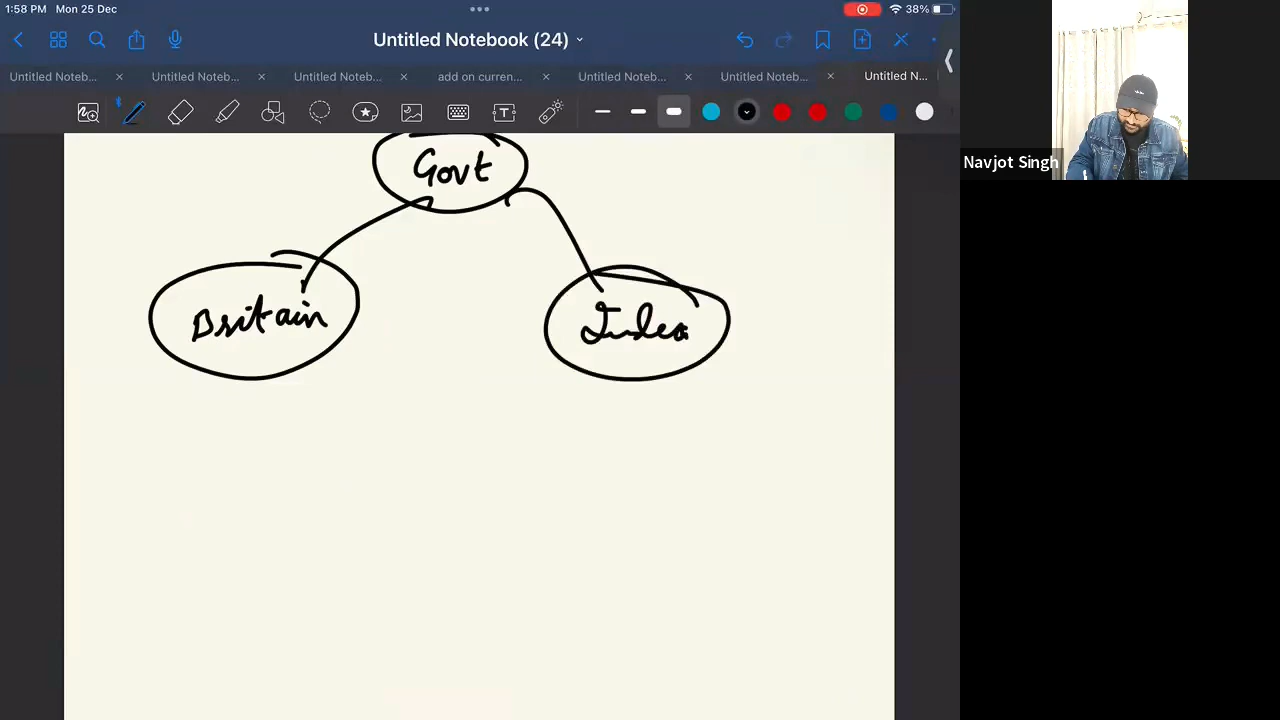 1:58 PM Mon 25 Dec
38%
Untitled Notebook (24)
Untitled Noteb...
Untitled Noteb...
Untitled Noteb...
add on curren...
Untitled Noteb...
Untitled Noteb...
Untitled N...
Navjot Singh
Govt
Britain